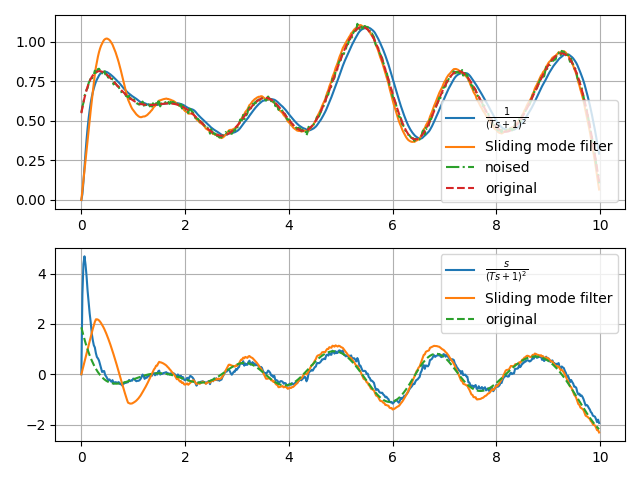 1.00
0.75
0.50
0.25
0.00
1
(Ts+1)²
Sliding mode filter
noised
original
0 2 4 6 8 10
4
2
0
−2
s
(Ts+1)²
Sliding mode filter
original
0 2 4 6 8 10